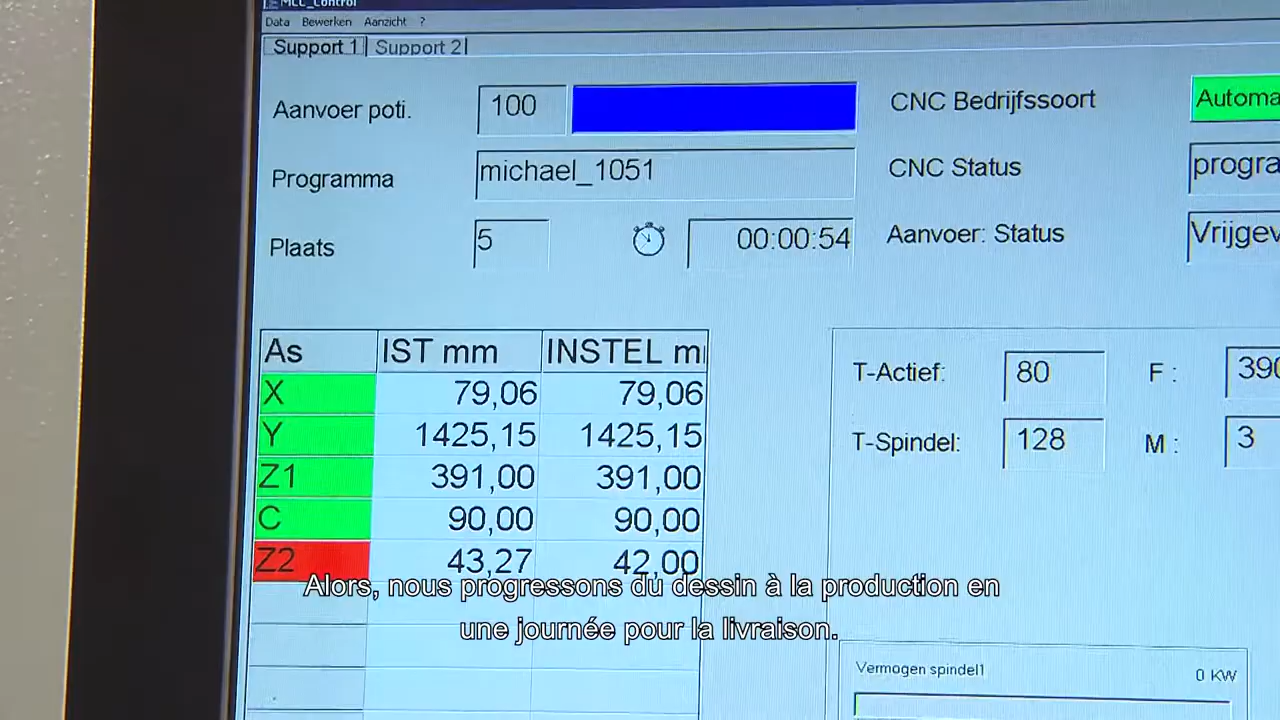 MCC_Control
Data Bewerken Aanzicht ?
Support 1 Support 2
Aanvoer poti. 100 CNC Bedrijfssoort Automa
Programma michael_1051 CNC Status progra
Plaats 5 00:00:54 Aanvoer: Status Vrijgev
As IST mm INSTEL m
X 79,06 79,06
Y 1425,15 1425,15
Z1 391,00 391,00
C 90,00 90,00
Z2 43,27 42,00
T-Actief: 80 F : 390
T-Spindel: 128 M : 3
Vermogen spindel1 0 KW
Alors, nous progressons du dessin à la production en
une journée pour la livraison.